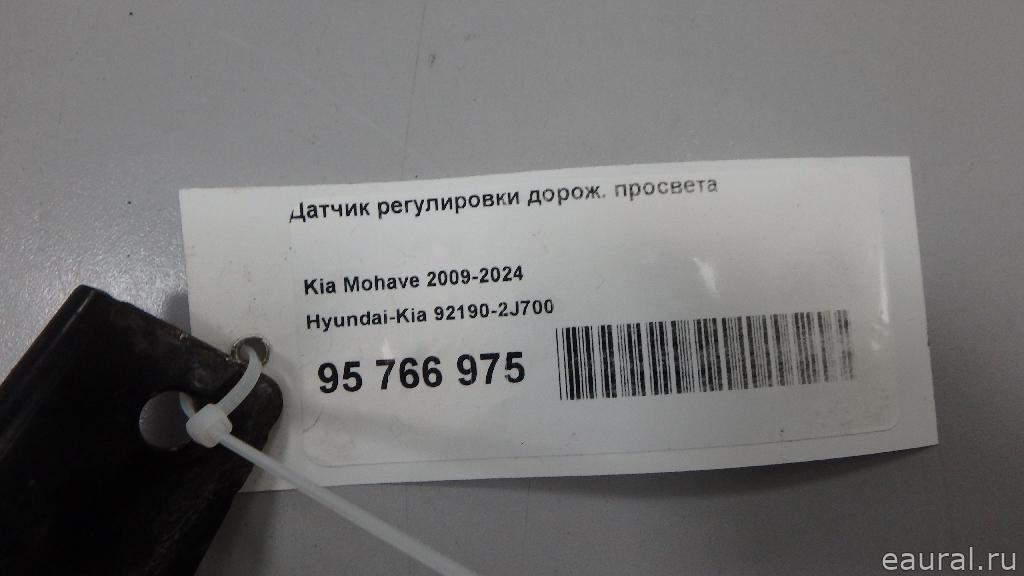 Датчик регулировки дорож. просвета
Kia Mohave 2009-2024
Hyundai-Kia 92190-2J700
95 766 975
eaural.ru